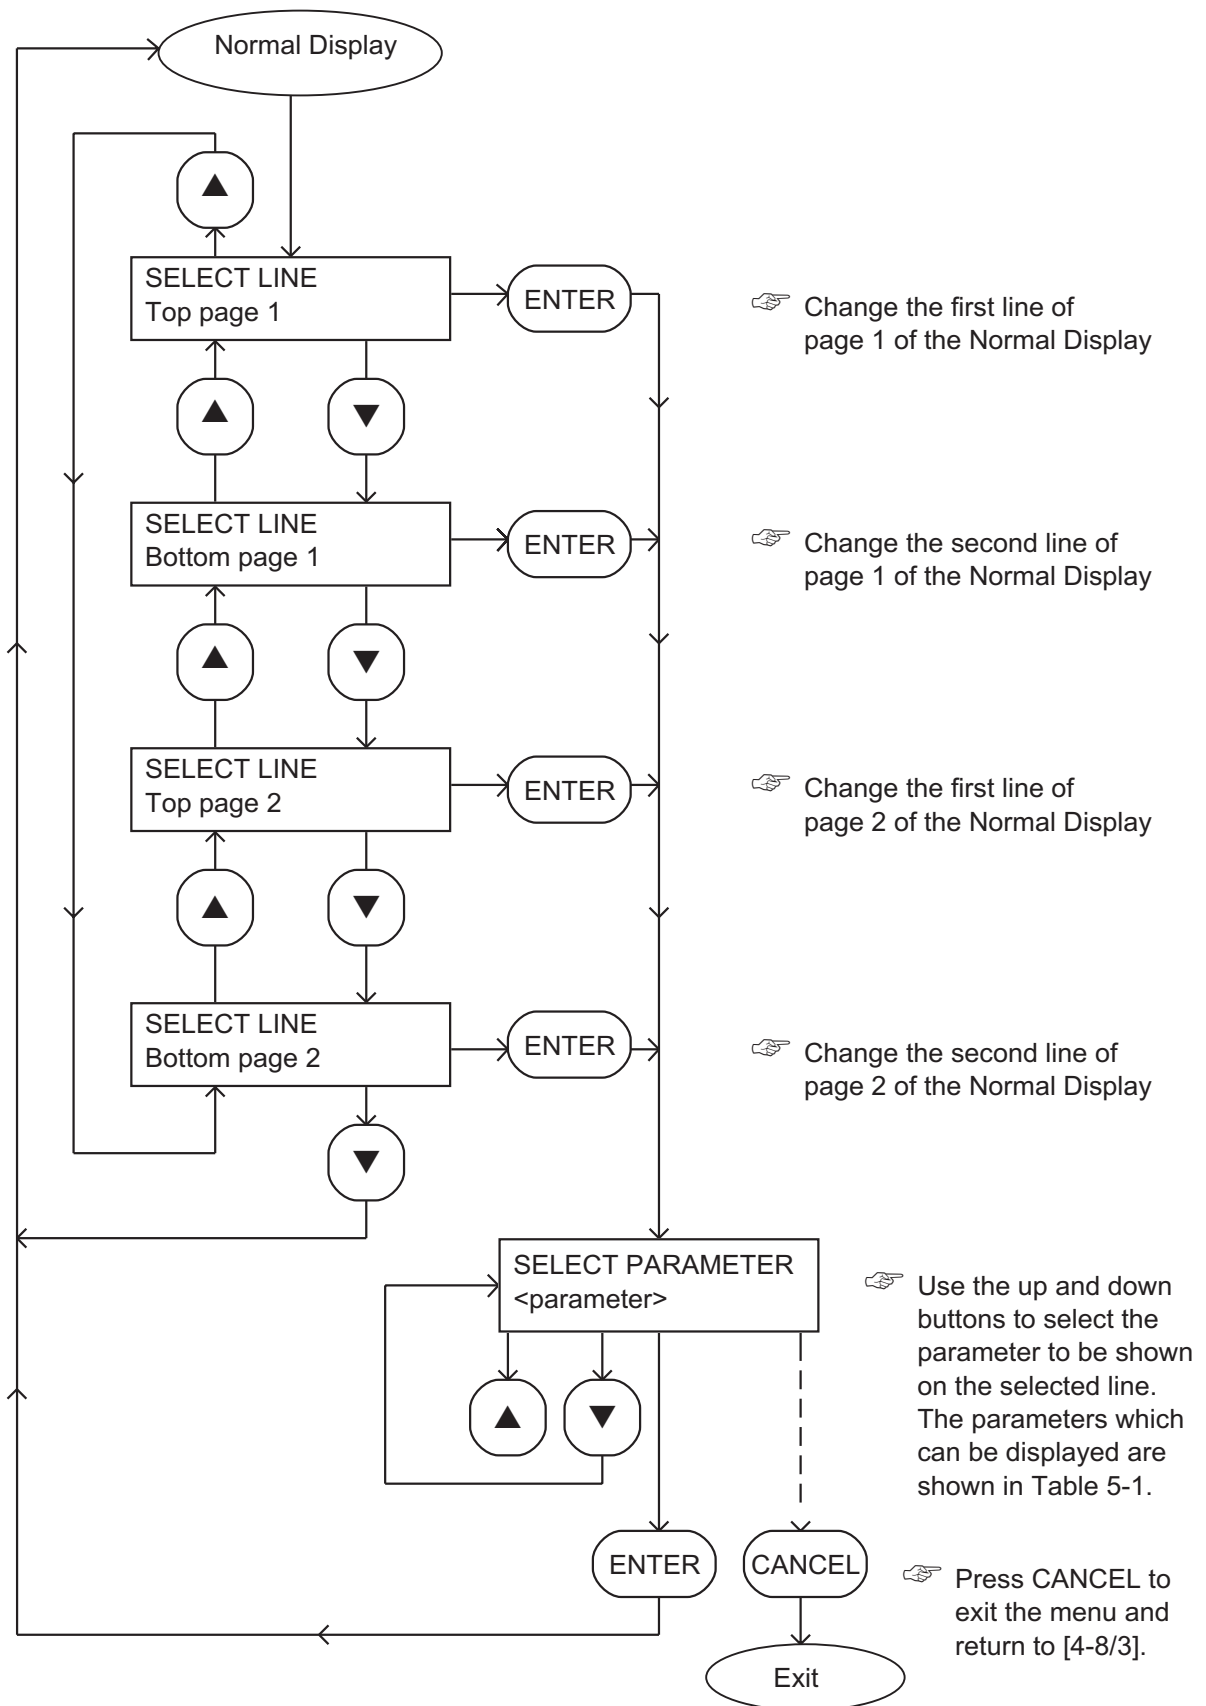 Normal Display
▲
SELECT LINE
Top page 1
ENTER
☞ Change the first line of
page 1 of the Normal Display
▲
▼
SELECT LINE
Bottom page 1
ENTER
☞ Change the second line of
page 1 of the Normal Display
▲
▼
SELECT LINE
Top page 2
ENTER
☞ Change the first line of
page 2 of the Normal Display
▲
▼
SELECT LINE
Bottom page 2
ENTER
☞ Change the second line of
page 2 of the Normal Display
▼
SELECT PARAMETER
<parameter>
☞ Use the up and down
buttons to select the
parameter to be shown
on the selected line.
The parameters which
can be displayed are
shown in Table 5-1.
▲
▼
ENTER
CANCEL
☞ Press CANCEL to
exit the menu and
return to [4-8/3].
Exit